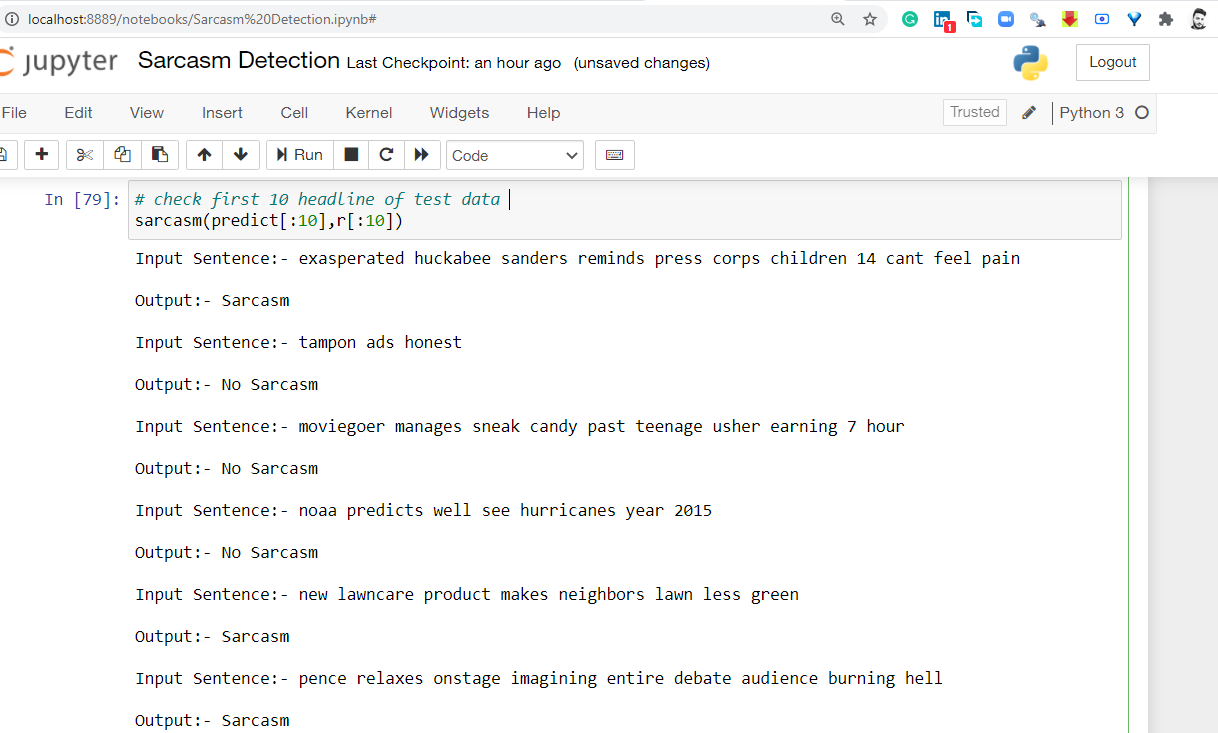 localhost:8889/notebooks/Sarcasm%20Detection.ipynb#
1
jupyter Sarcasm Detection Last Checkpoint: an hour ago (unsaved changes)
Logout
File Edit View Insert Cell Kernel Widgets Help Trusted Python 3
Run Code
In [79]: # check first 10 headline of test data
sarcasm(predict[:10],r[:10])
Input Sentence:- exasperated huckabee sanders reminds press corps children 14 cant feel pain
Output:- Sarcasm
Input Sentence:- tampon ads honest
Output:- No Sarcasm
Input Sentence:- moviegoer manages sneak candy past teenage usher earning 7 hour
Output:- No Sarcasm
Input Sentence:- noaa predicts well see hurricanes year 2015
Output:- No Sarcasm
Input Sentence:- new lawncare product makes neighbors lawn less green
Output:- Sarcasm
Input Sentence:- pence relaxes onstage imagining entire debate audience burning hell
Output:- Sarcasm